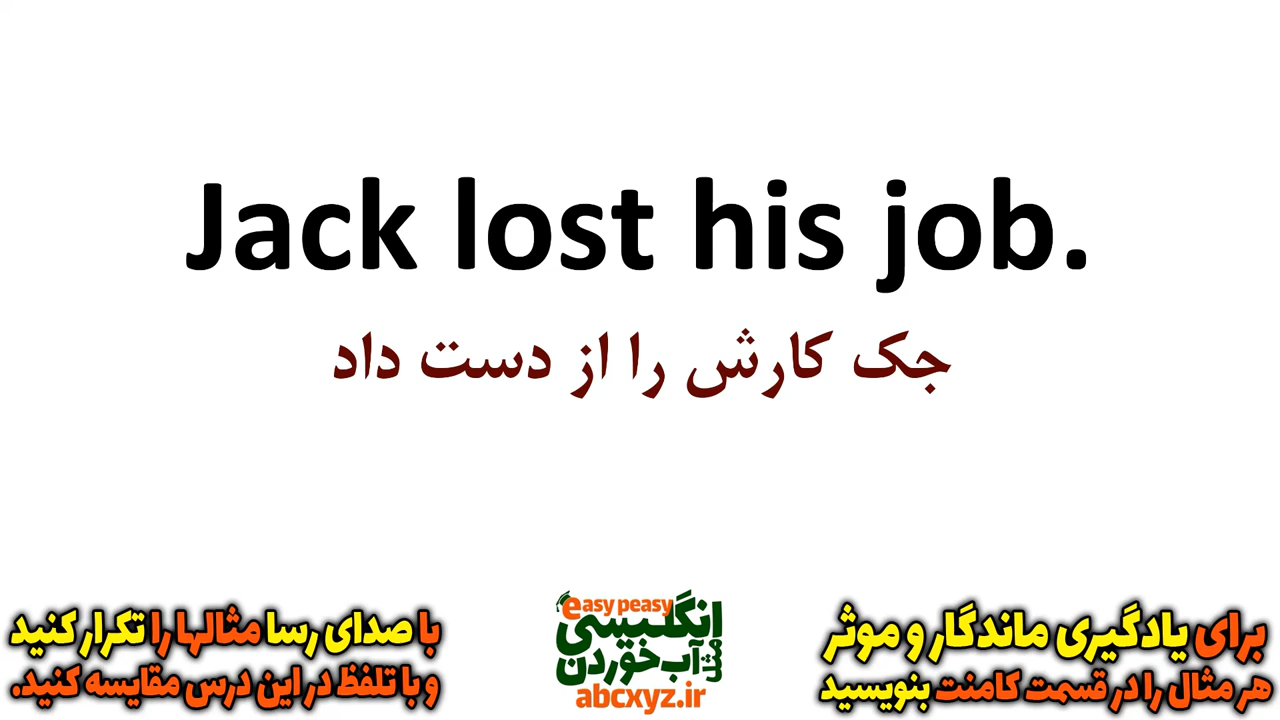 Jack lost his job.
جک کارش را از دست داد
برای یادگیری ماندگار و موثر
هر مثال را در قسمت کامنت بنویسید
easy peasy
انگلیسی
مثل آب خوردن
abcxyz.ir
با صدای رسا مثالها را تکرار کنید
و با تلفظ در این درس مقایسه کنید.